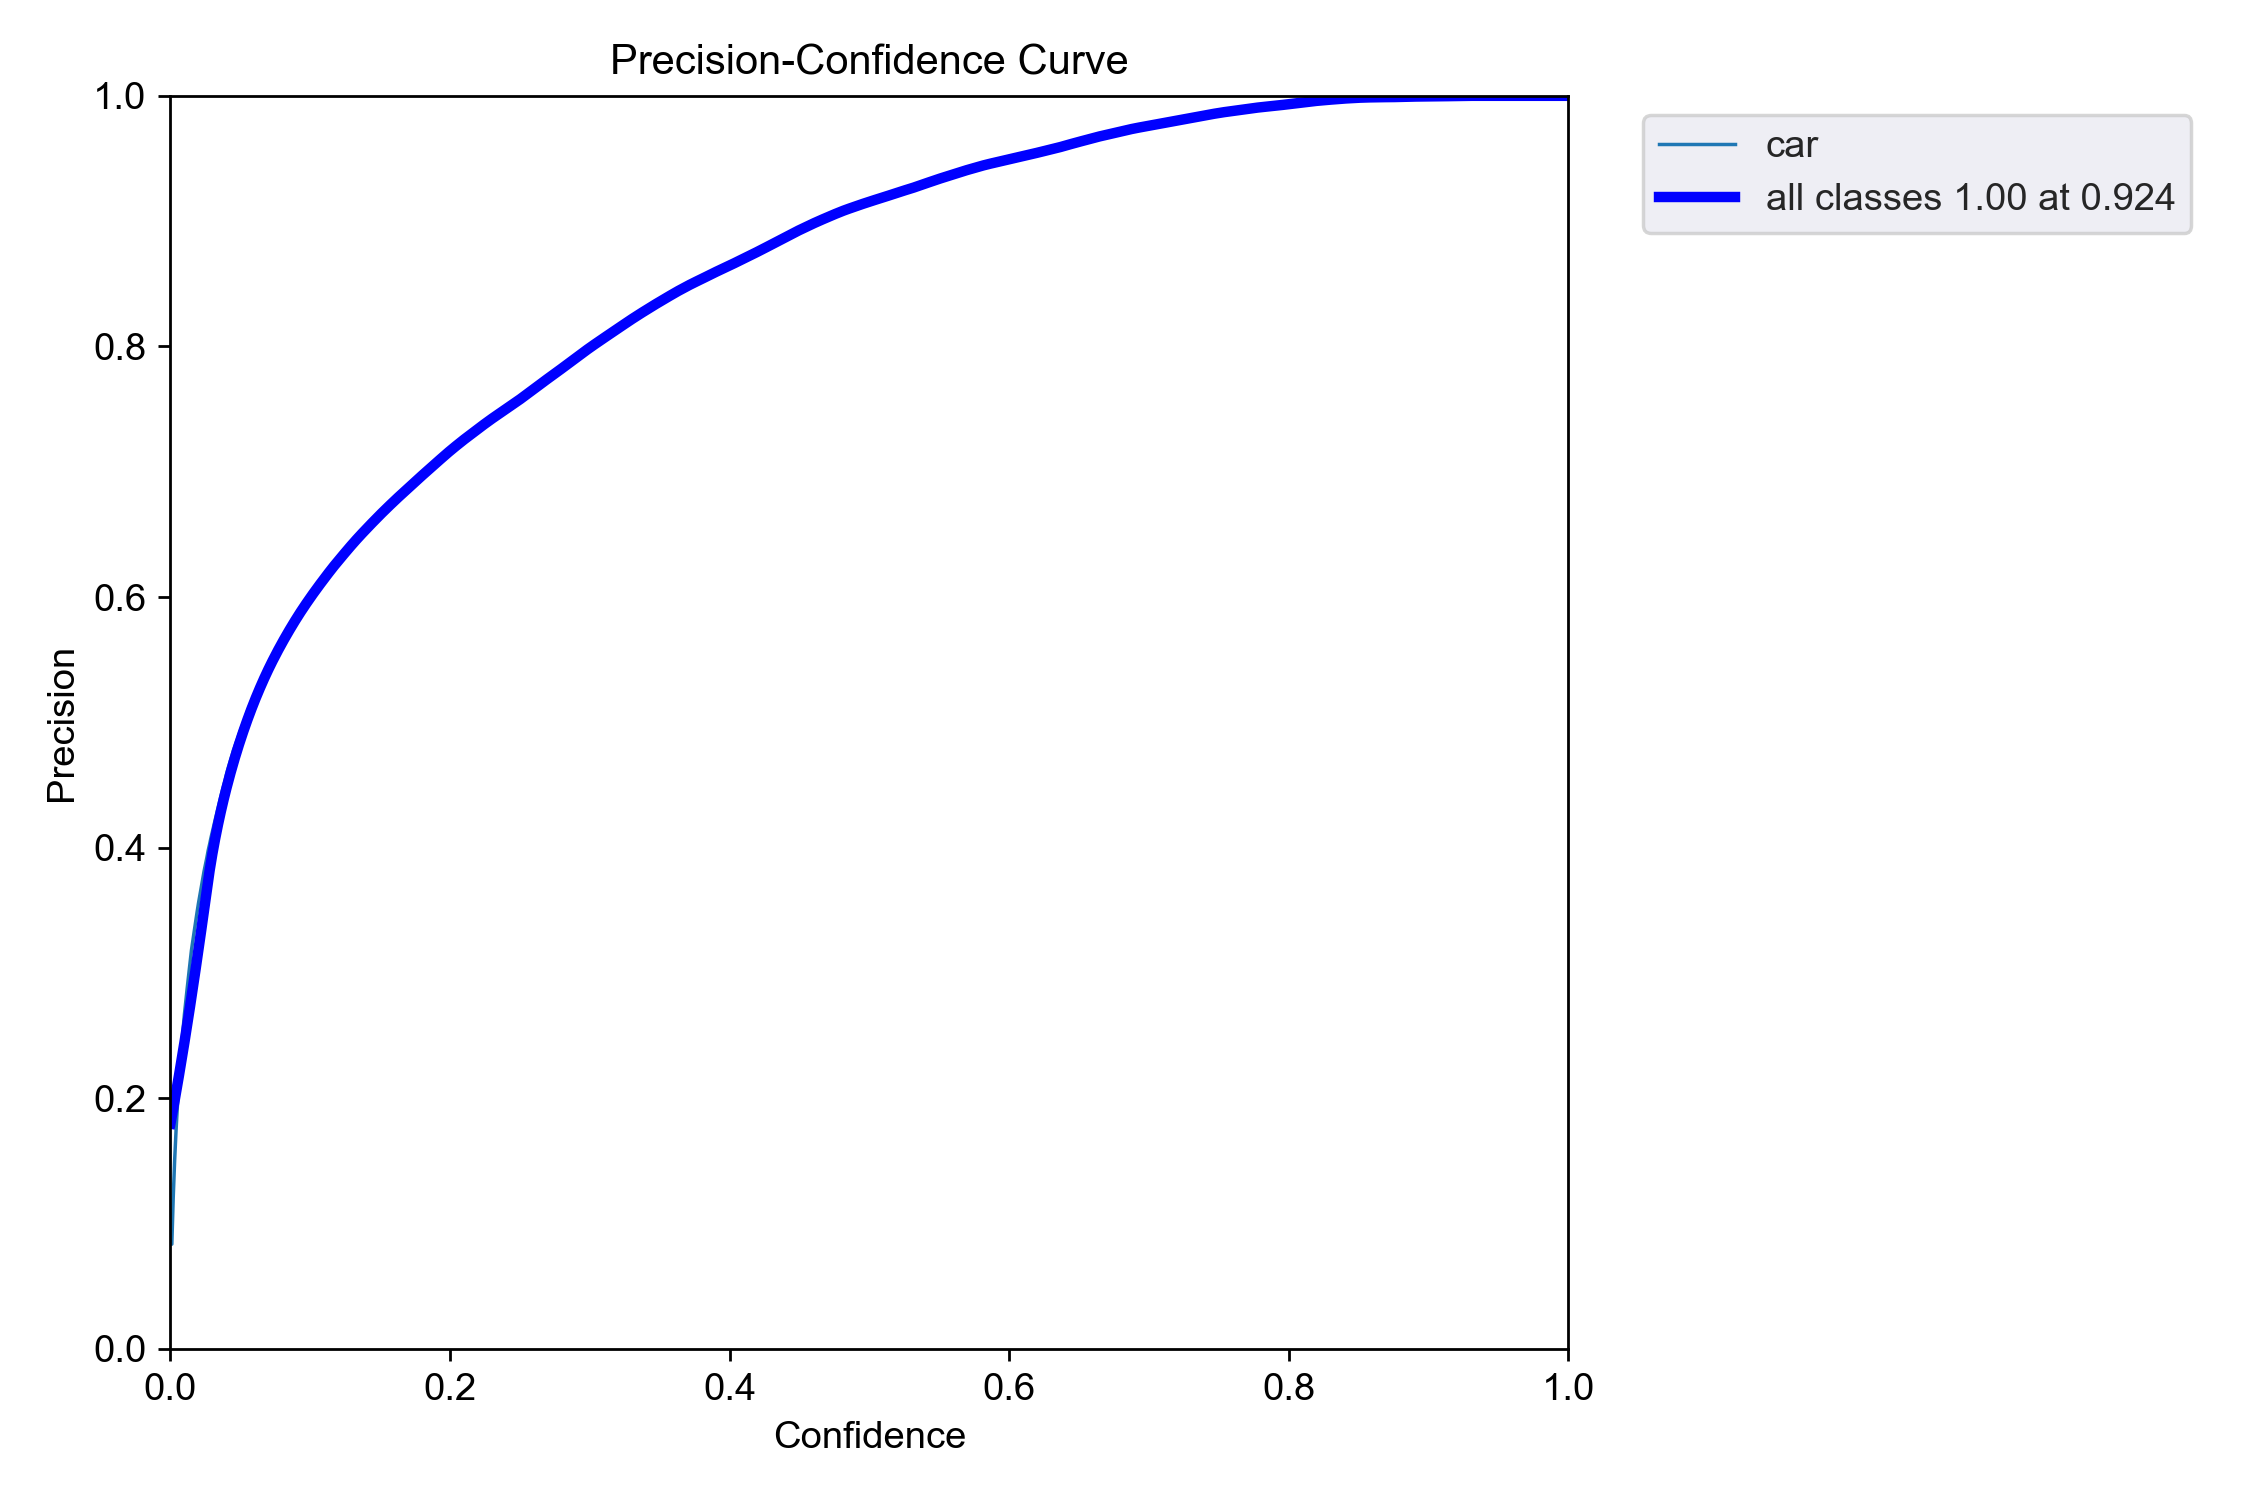 Precision-Confidence Curve
1.0
0.8
0.6
0.4
0.2
0.0
Precision
0.0 0.2 0.4 0.6 0.8 1.0
Confidence
car
all classes 1.00 at 0.924